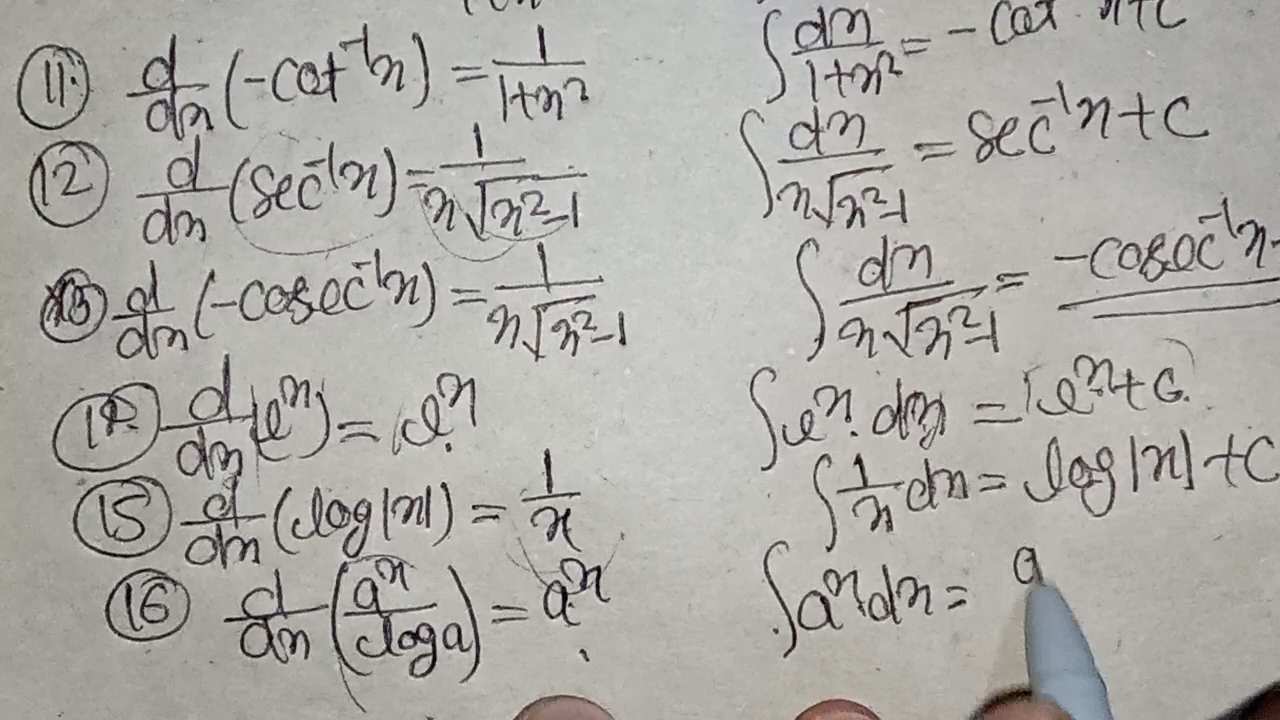 (11) d/dx (-cot⁻¹x) = 1/(1+x²) ∫ dx/(1+x²) = -cot x+c
(12) d/dx (sec⁻¹x) = 1/(x√(x²-1)) ∫ dx/(x√(x²-1)) = sec⁻¹x+c
(13) d/dx (-cosec⁻¹x) = 1/(x√(x²-1)) ∫ dx/(x√(x²-1)) = -cosec⁻¹x
(14) d/dx (eˣ) = eˣ ∫eˣ dx = eˣ+c
(15) d/dx (log|x|) = 1/x ∫ 1/x dx = log|x|+c
(16) d/dx (aˣ/log a) = aˣ ∫aˣ dx = a